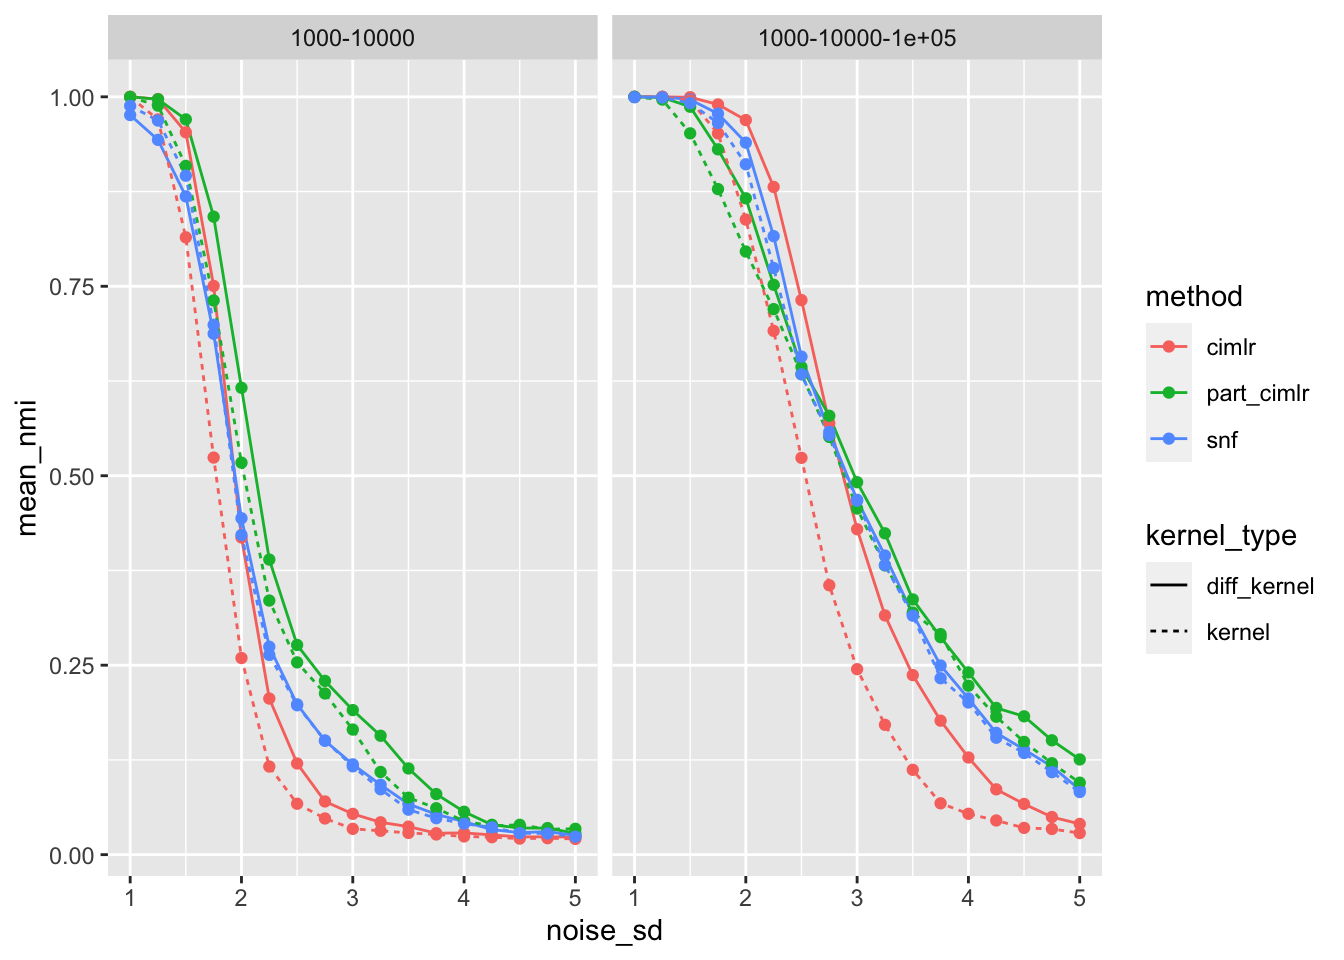 1000-10000
1000-10000-1e+05
mean_nmi
1.00
0.75
0.50
0.25
0.00
1 2 3 4 5
1 2 3 4 5
noise_sd
method
cimlr
part_cimlr
snf
kernel_type
diff_kernel
kernel